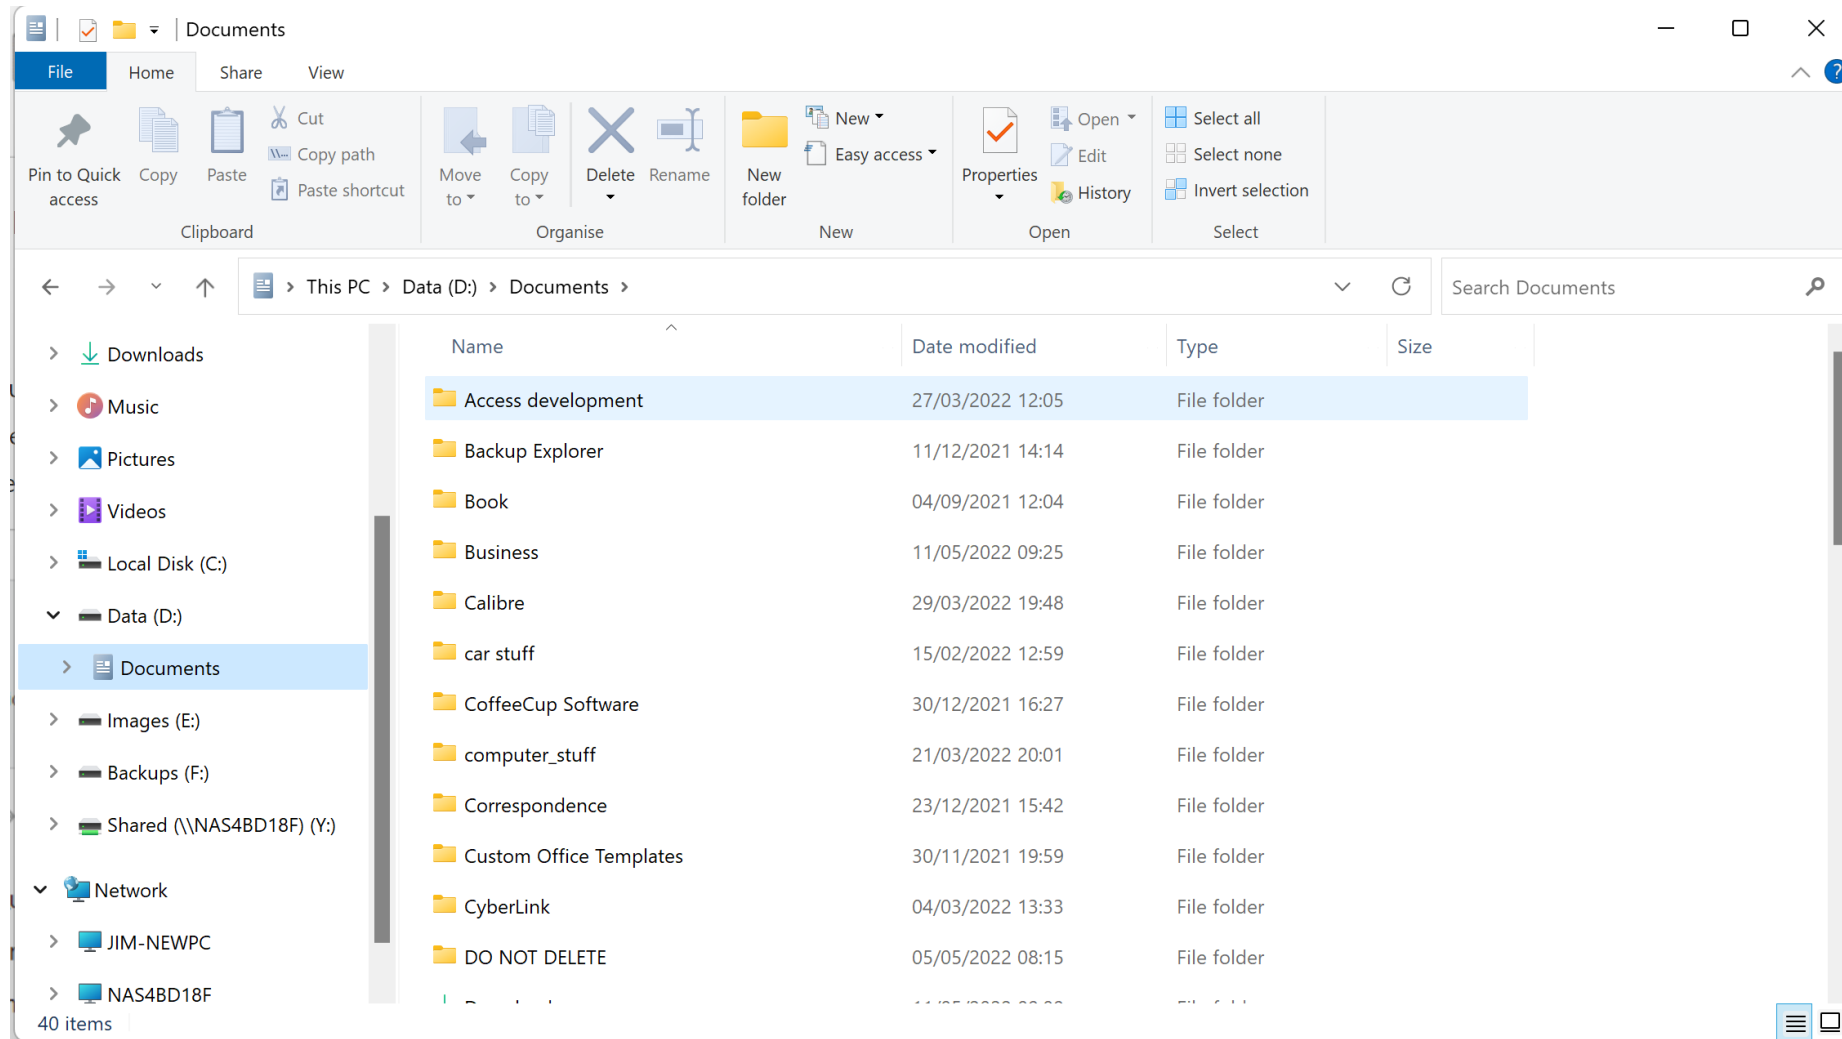 Documents
File Home Share View
Pin to Quick access
Copy
Paste
Cut
Copy path
Paste shortcut
Clipboard
Move to
Copy to
Delete
Rename
Organise
New folder
New
Easy access
New
Properties
Open
Edit
History
Open
Select all
Select none
Invert selection
Select
This PC > Data (D:) > Documents >
Search Documents
Downloads
Music
Pictures
Videos
Local Disk (C:)
Data (D:)
Documents
Images (E:)
Backups (F:)
Shared (\\NAS4BD18F) (Y:)
Network
JIM-NEWPC
NAS4BD18F
Name Date modified Type Size
Access development 27/03/2022 12:05 File folder
Backup Explorer 11/12/2021 14:14 File folder
Book 04/09/2021 12:04 File folder
Business 11/05/2022 09:25 File folder
Calibre 29/03/2022 19:48 File folder
car stuff 15/02/2022 12:59 File folder
CoffeeCup Software 30/12/2021 16:27 File folder
computer_stuff 21/03/2022 20:01 File folder
Correspondence 23/12/2021 15:42 File folder
Custom Office Templates 30/11/2021 19:59 File folder
CyberLink 04/03/2022 13:33 File folder
DO NOT DELETE 05/05/2022 08:15 File folder
40 items